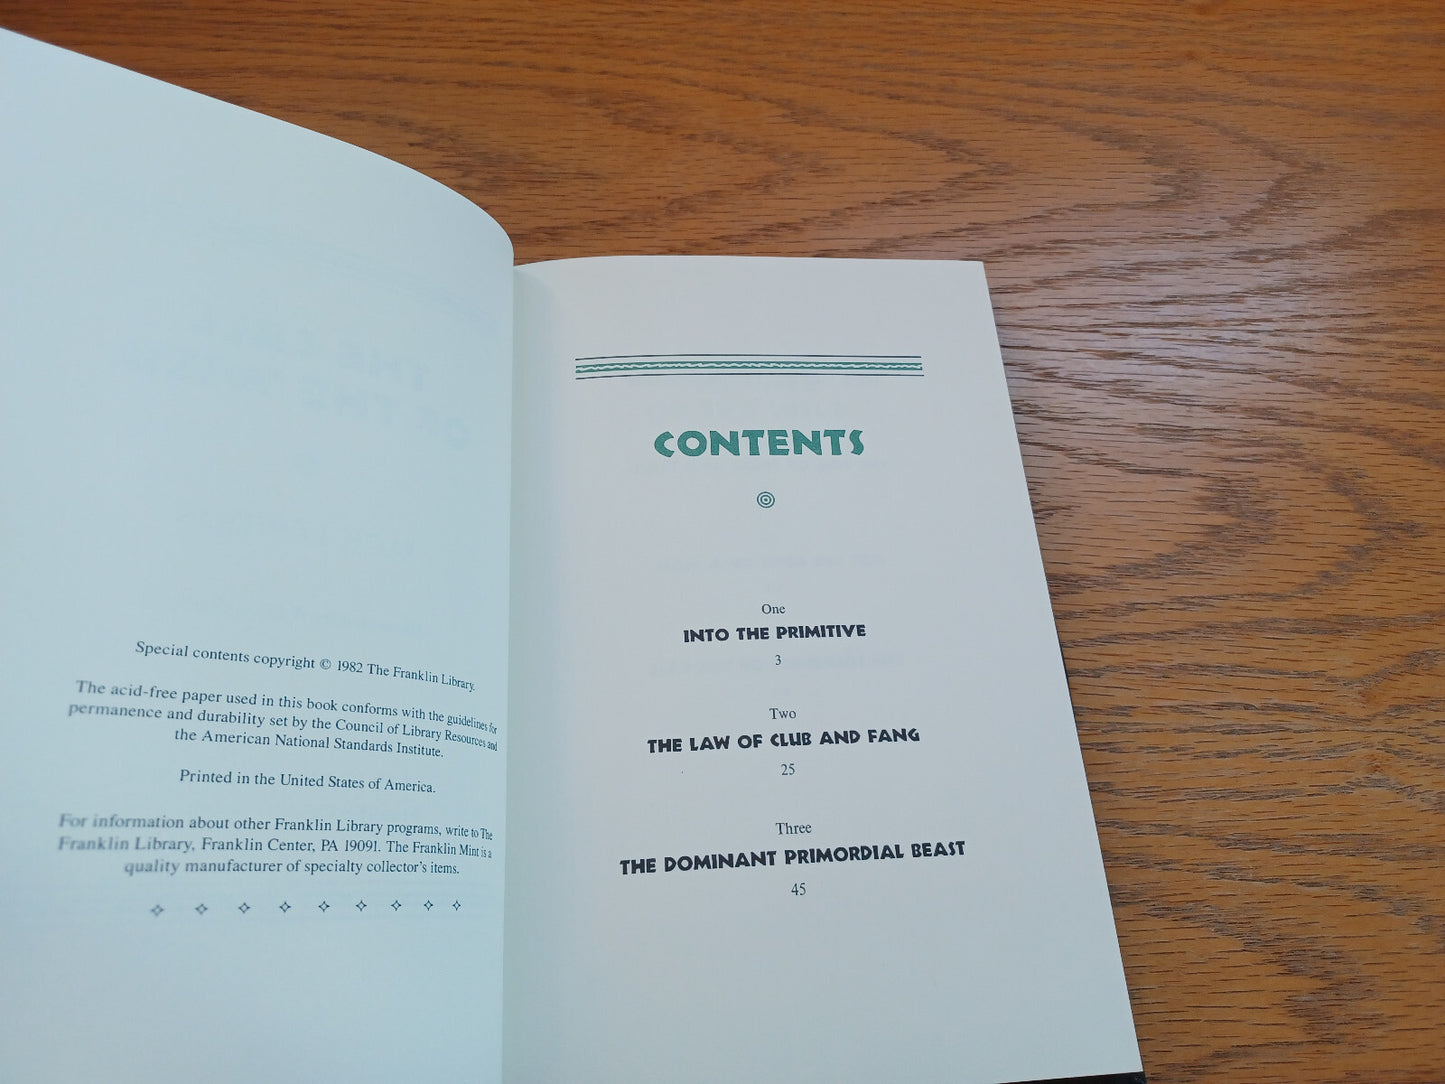 Special contents copyright © 1982 The Franklin Library.
The acid-free paper used in this book conforms with the guidelines for
permanence and durability set by the Council of Library Resources and
the American National Standards Institute.
Printed in the United States of America.
For information about other Franklin Library programs, write to The
Franklin Library, Franklin Center, PA 19091. The Franklin Mint is a
quality manufacturer of specialty collector's items.
CONTENTS
One
INTO THE PRIMITIVE
3
Two
THE LAW OF CLUB AND FANG
25
Three
THE DOMINANT PRIMORDIAL BEAST
45